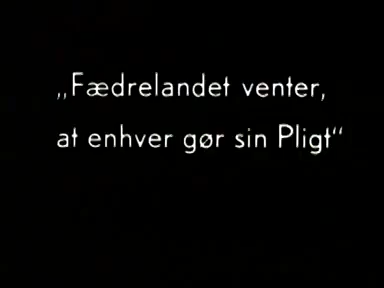 „Fædrelandet venter,
at enhver gør sin Pligt“